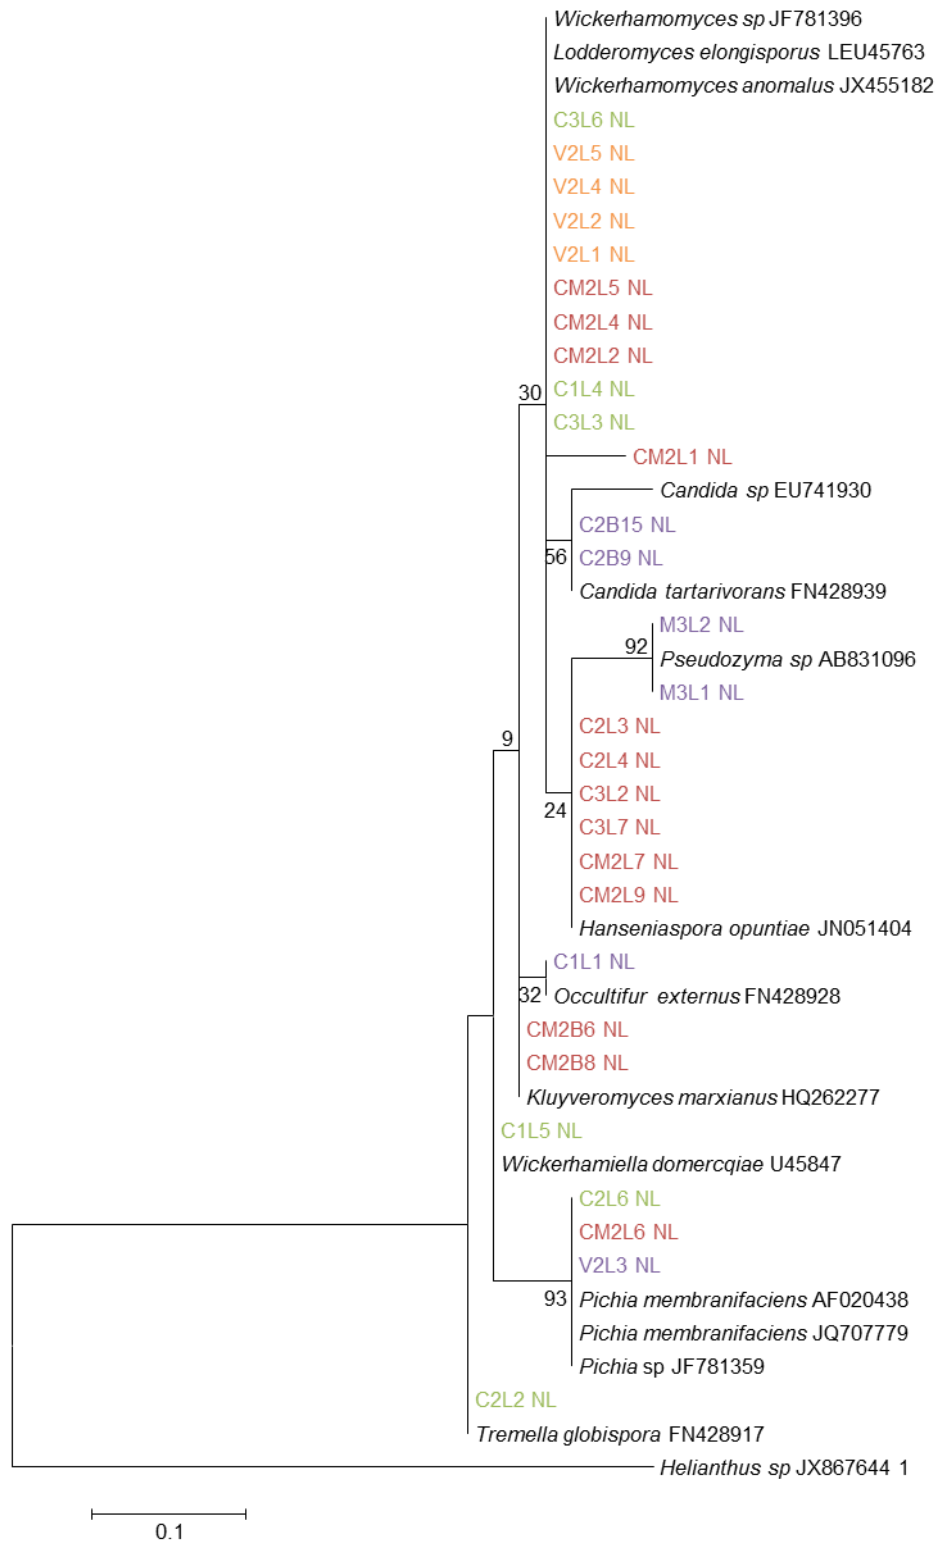 Wickerhamomyces sp JF781396
Lodderomyces elongisporus LEU45763
Wickerhamomyces anomalus JX455182
C3L6 NL
V2L5 NL
V2L4 NL
V2L2 NL
V2L1 NL
CM2L5 NL
CM2L4 NL
CM2L2 NL
30 C1L4 NL
C3L3 NL
CM2L1 NL
Candida sp EU741930
C2B15 NL
56 C2B9 NL
Candida tartarivorans FN428939
M3L2 NL
92 Pseudozyma sp AB831096
M3L1 NL
C2L3 NL
9
C2L4 NL
C3L2 NL
24 C3L7 NL
CM2L7 NL
CM2L9 NL
Hanseniaspora opuntiae JN051404
C1L1 NL
32 Occultifur externus FN428928
CM2B6 NL
CM2B8 NL
Kluyveromyces marxianus HQ262277
C1L5 NL
Wickerhamiella domercqiae U45847
C2L6 NL
CM2L6 NL
V2L3 NL
93 Pichia membranifaciens AF020438
Pichia membranifaciens JQ707779
Pichia sp JF781359
C2L2 NL
Tremella globispora FN428917
Helianthus sp JX867644 1
0.1